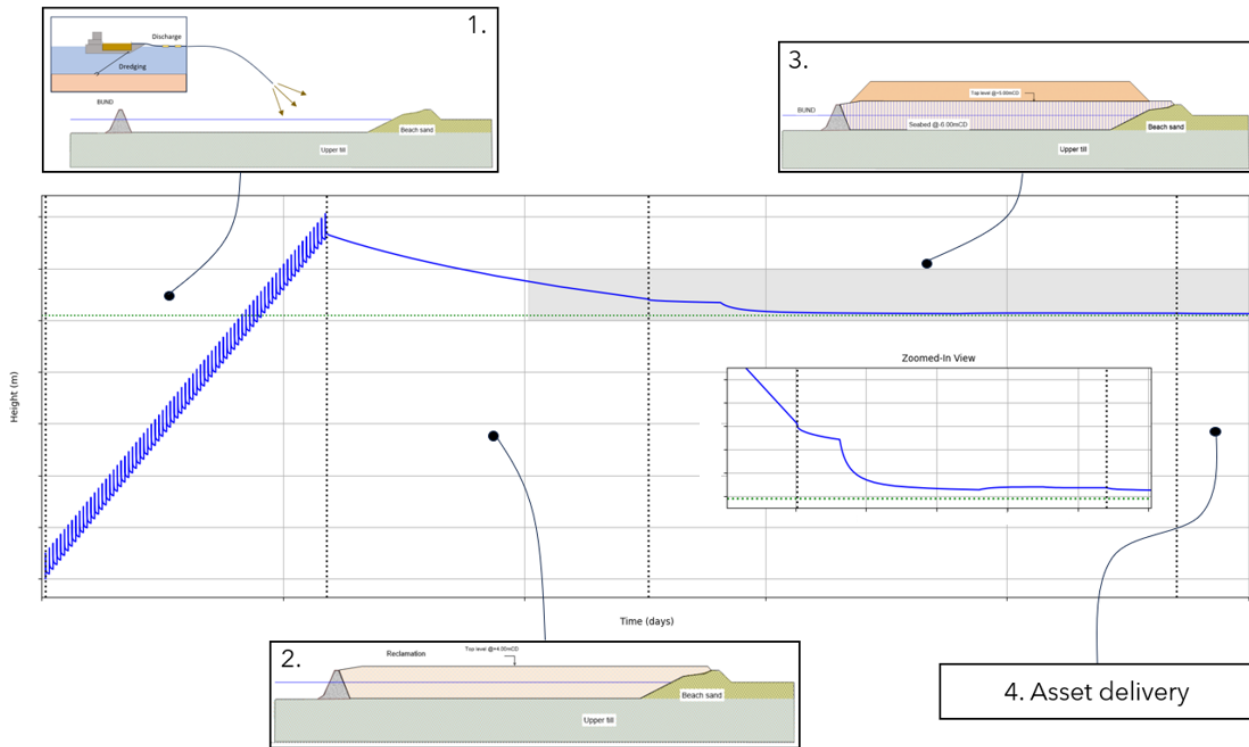 1.
Discharge
Dredging
BUND
Beach sand
Upper till
3.
Top level @+5.00mCD
BUND
Seabed @-6.00mCD
Beach sand
Upper till
Height (m)
Zoomed-In View
Time (days)
2.
Reclamation
Top level @+4.00mCD
Beach sand
Upper till
4. Asset delivery